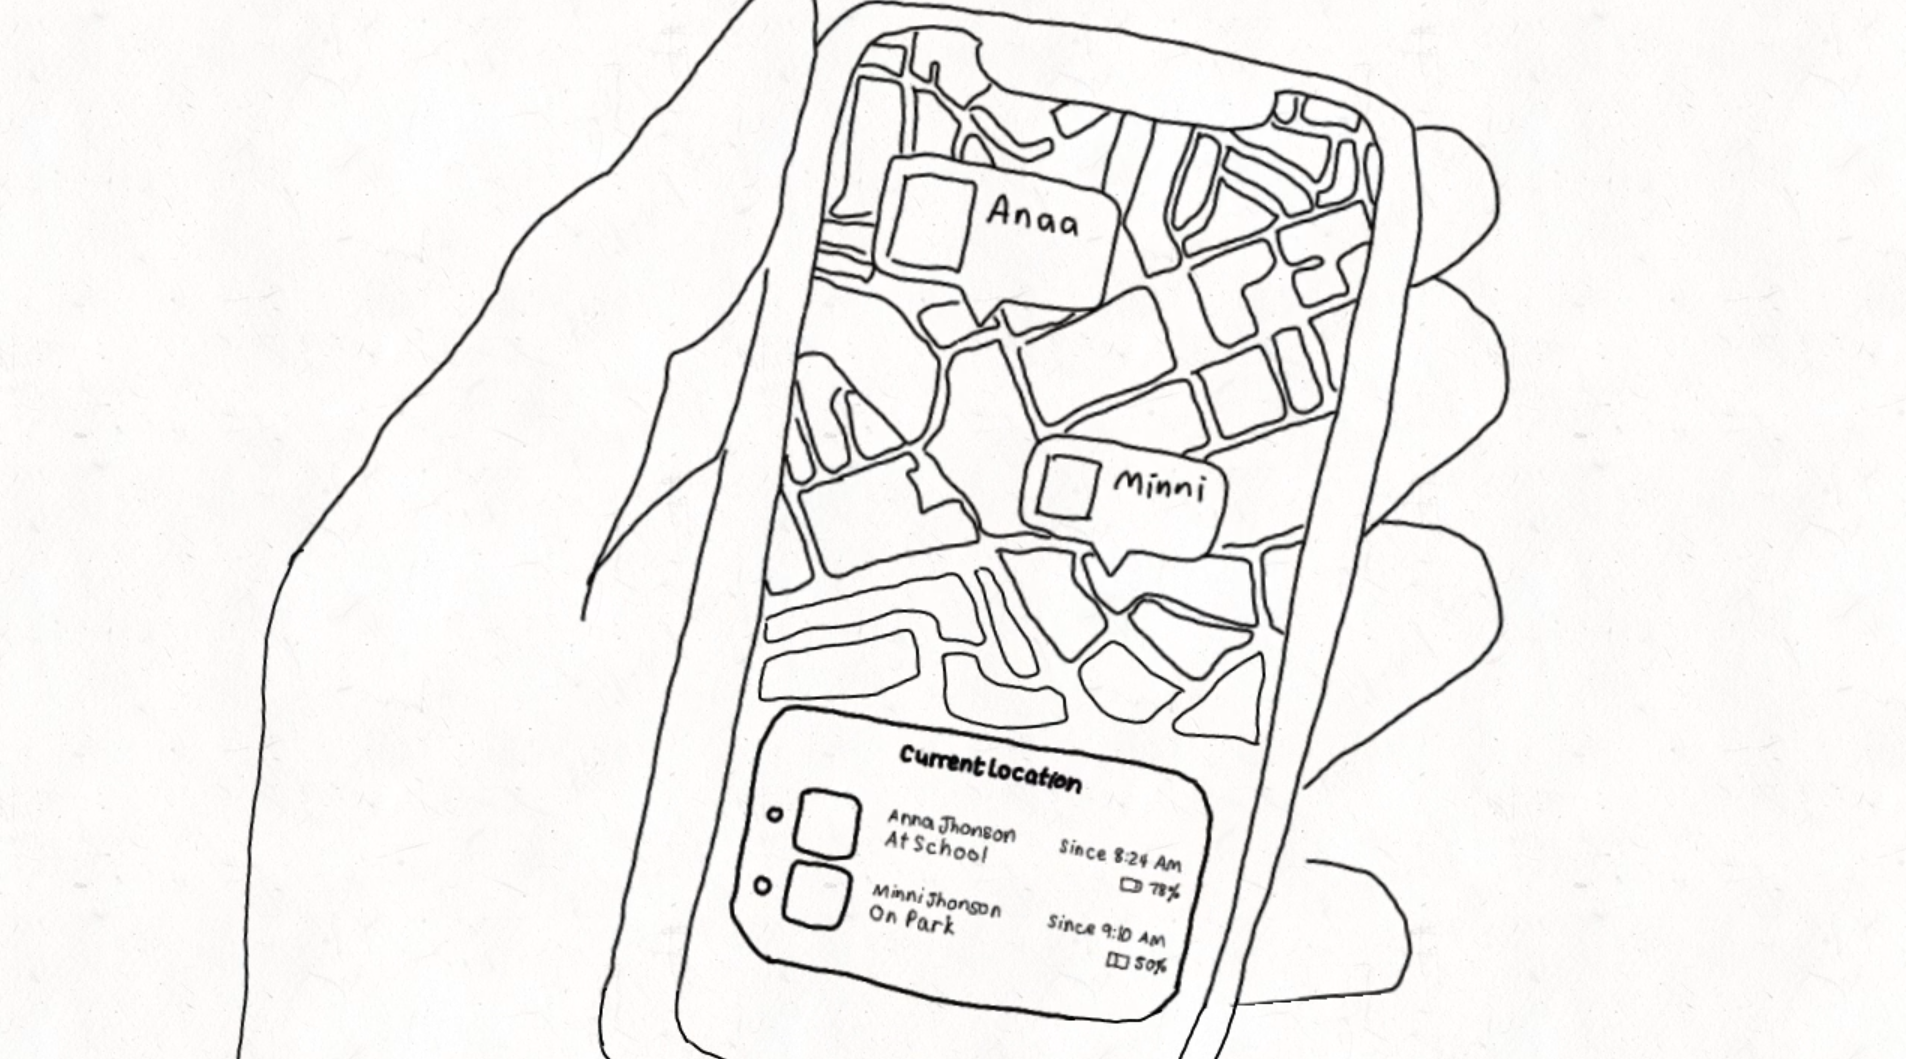 Anaa
Minni
Current Location
Anna Jhonson
At School
Since 8:24 Am
78%
Minni Jhonson
On Park
Since 9:10 AM
50%